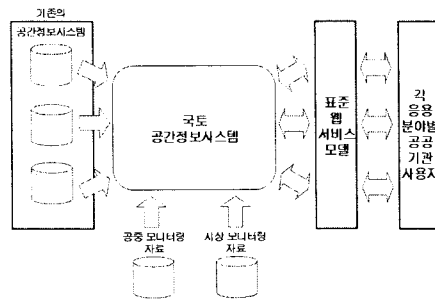 기존의
공간정보시스템
국토
공간정보시스템
표준
웹
서비스
모델
각
응용
분야별
공공
기관
사용자
공중 모니터링
자료
지상 모니터링
자료